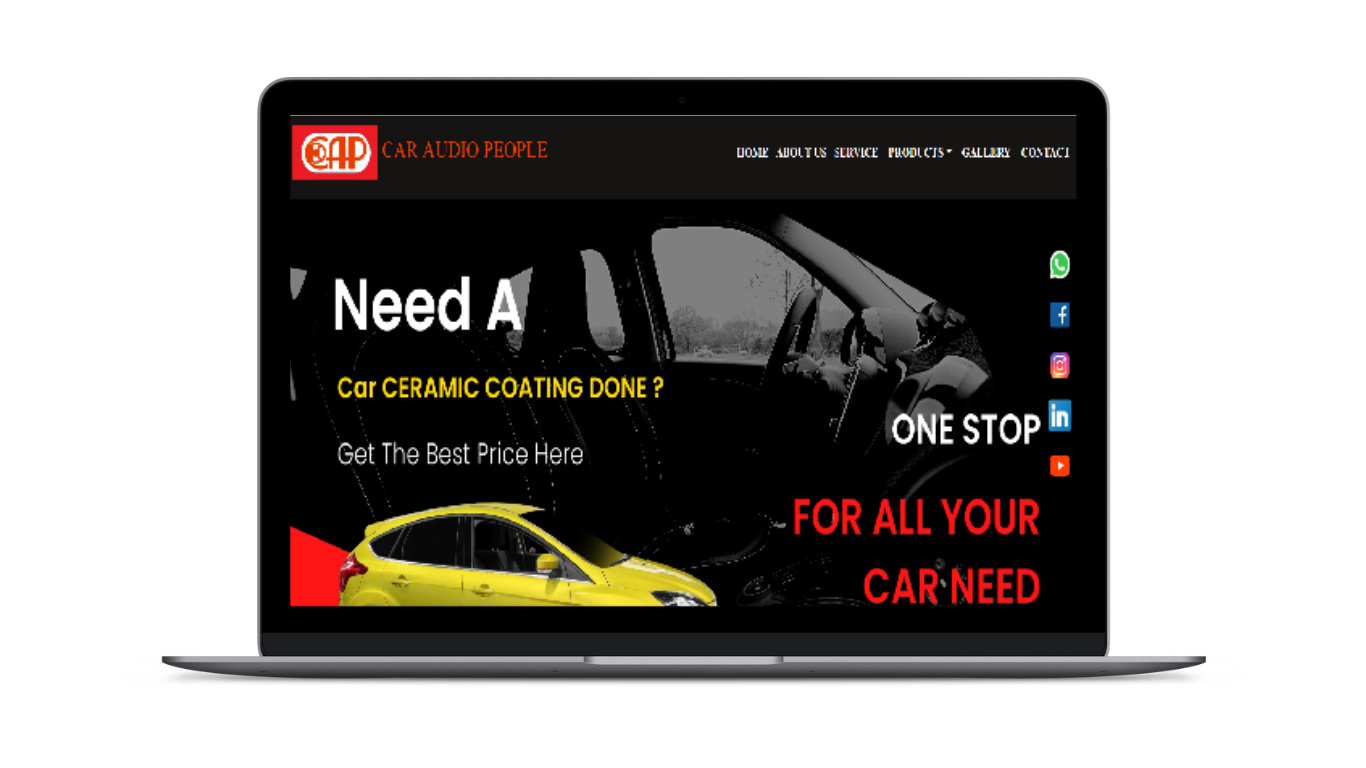 CAP CAR AUDIO PEOPLE
HOME ABOUT US SERVICE PRODUCTS GALLERY CONTACT
Need A
Car CERAMIC COATING DONE ?
Get The Best Price Here
ONE STOP
in
FOR ALL YOUR
CAR NEED